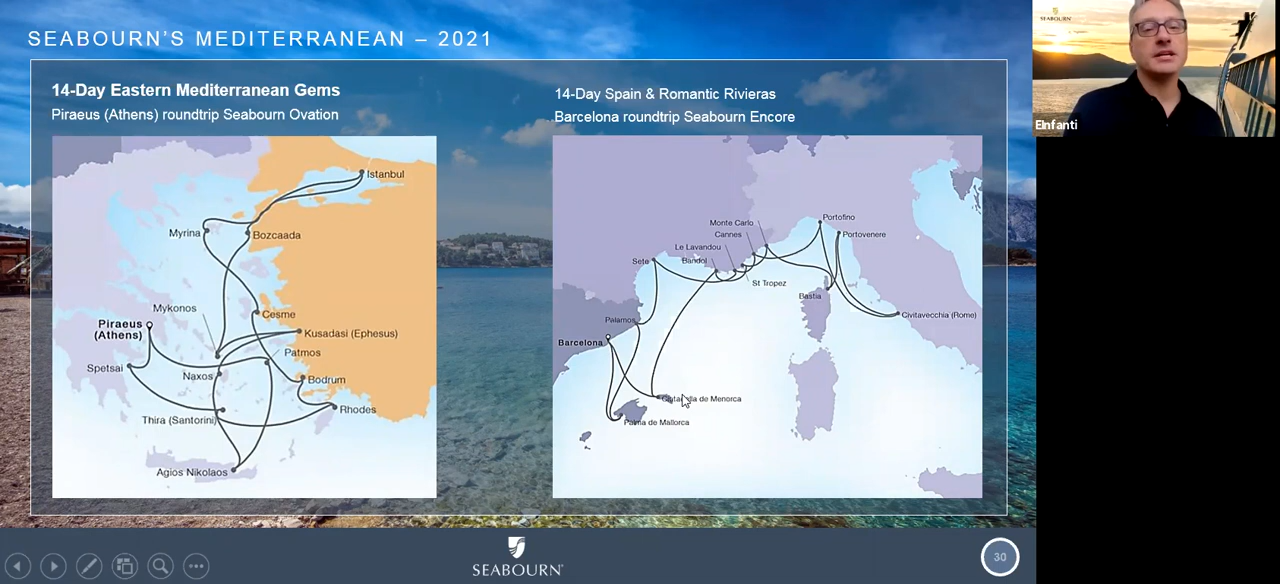 SEABOURN'S MEDITERRANEAN – 2021
14-Day Eastern Mediterranean Gems
Piraeus (Athens) roundtrip Seabourn Ovation
Istanbul
Myrina
Bozcaada
Mykonos
Cesme
Piraeus
(Athens)
Kusadasi (Ephesus)
Patmos
Spetsai
Naxos
Bodrum
Rhodes
Thira (Santorini)
Agios Nikolaos
14-Day Spain & Romantic Rivieras
Barcelona roundtrip Seabourn Encore
Portofino
Monte Carlo
Cannes
Portovenere
Le Lavandou
Sete
Bandol
St Tropez
Bastia
Civitavecchia (Rome)
Palamos
Barcelona
de Menorca
Palma de Mallorca
SEABOURN
30
SEABOURN